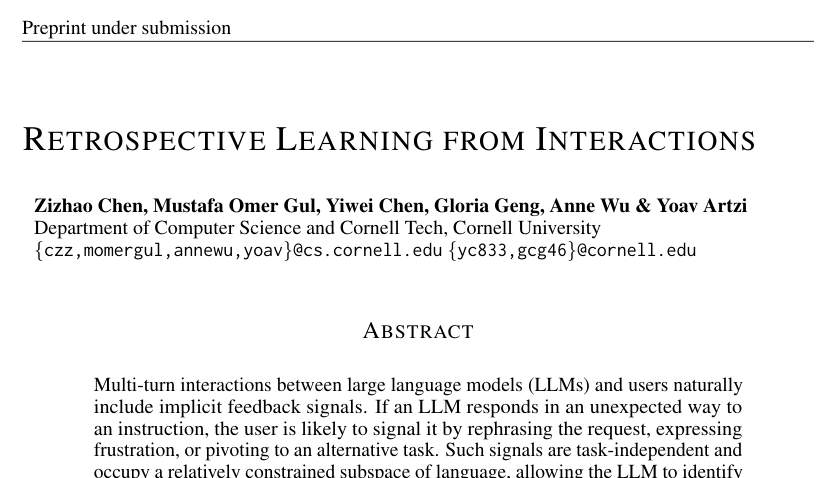 Preprint under submission
RETROSPECTIVE LEARNING FROM INTERACTIONS
Zizhao Chen, Mustafa Omer Gul, Yiwei Chen, Gloria Geng, Anne Wu & Yoav Artzi
Department of Computer Science and Cornell Tech, Cornell University
{czz,momergul,annewu,yoav}@cs.cornell.edu {yc833,gcg46}@cornell.edu
ABSTRACT
Multi-turn interactions between large language models (LLMs) and users naturally
include implicit feedback signals. If an LLM responds in an unexpected way to
an instruction, the user is likely to signal it by rephrasing the request, expressing
frustration, or pivoting to an alternative task. Such signals are task-independent and
occupy a relatively constrained subspace of language, allowing the LLM to identify